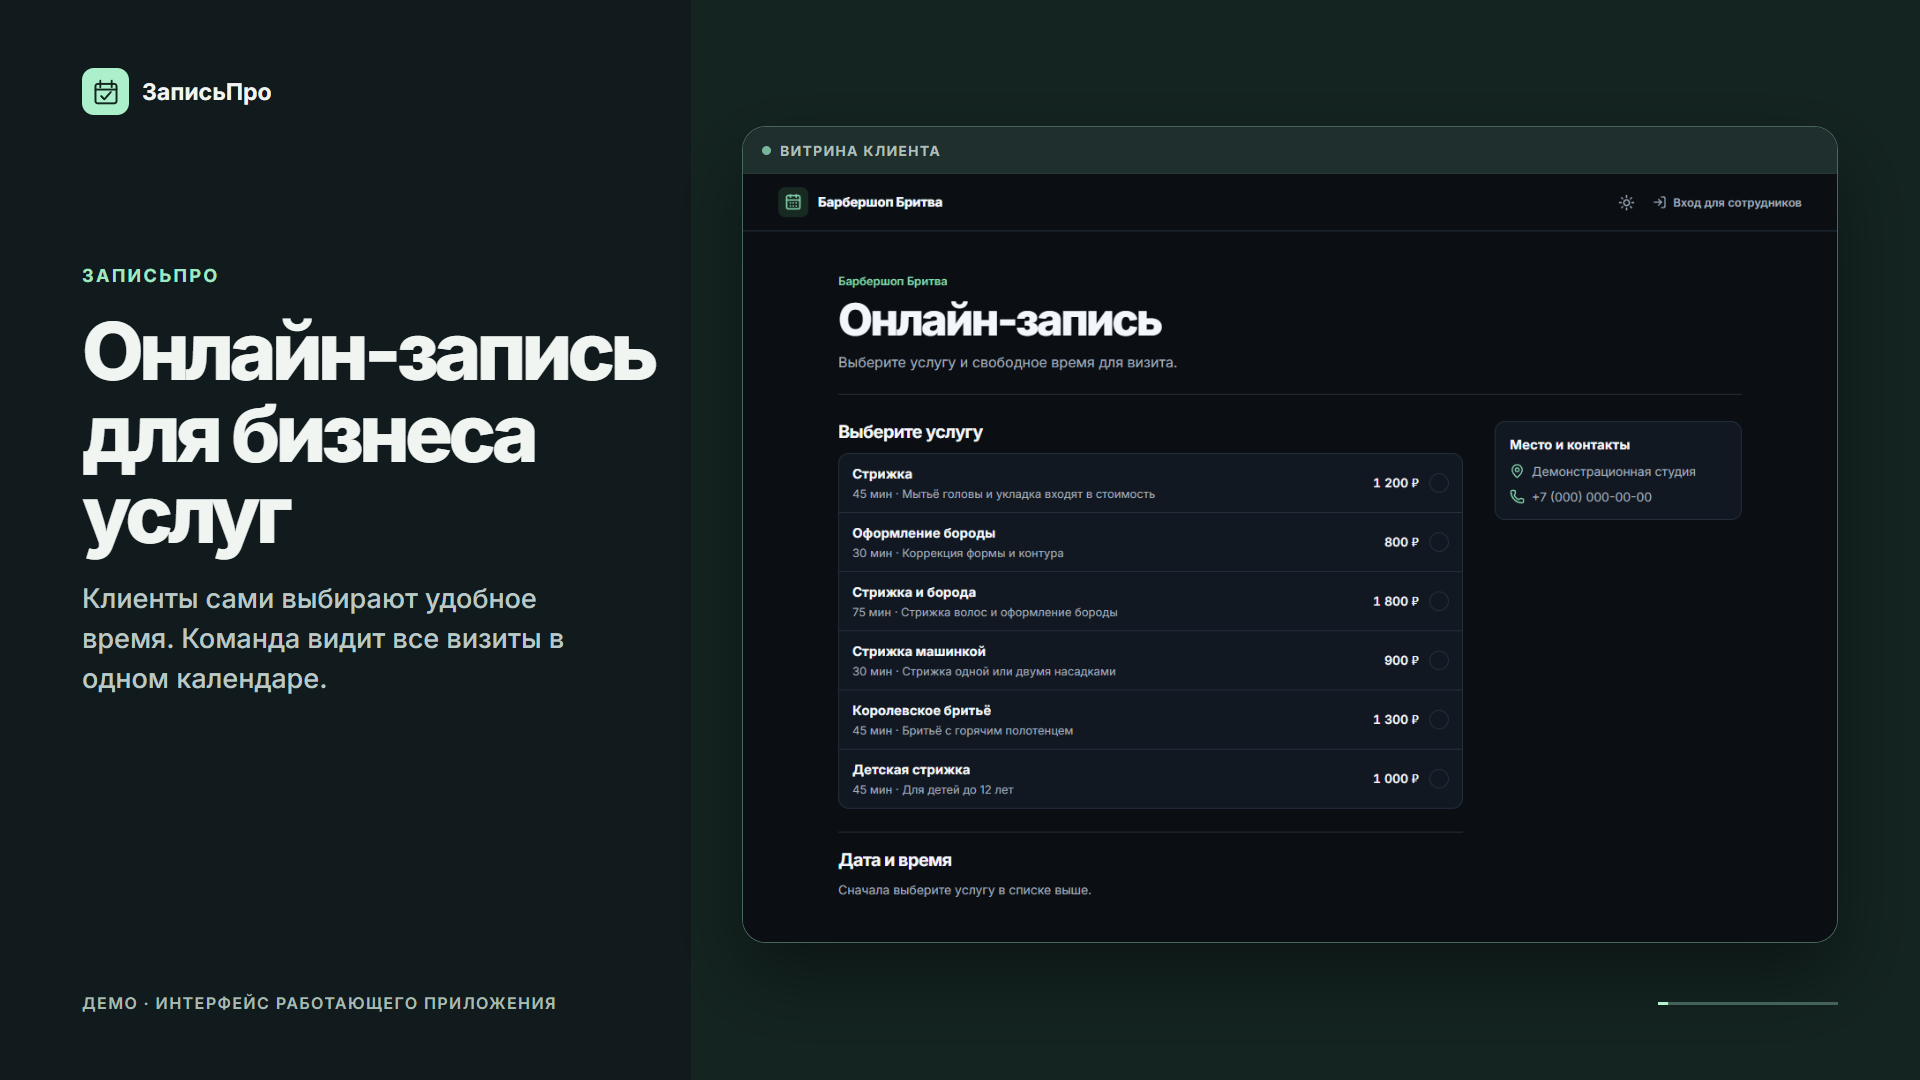 ЗаписьПро
ЗАПИСЬПРО
Онлайн-запись
для бизнеса
услуг
Клиенты сами выбирают удобное
время. Команда видит все визиты в
одном календаре.
ДЕМО · ИНТЕРФЕЙС РАБОТАЮЩЕГО ПРИЛОЖЕНИЯ
ВИТРИНА КЛИЕНТА
Барбершоп Бритва
Вход для сотрудников
Барбершоп Бритва
Онлайн-запись
Выберите услугу и свободное время для визита.
Выберите услугу
Стрижка
45 мин · Мытьё головы и укладка входят в стоимость
1 200 ₽
Оформление бороды
30 мин · Коррекция формы и контура
800 ₽
Стрижка и борода
75 мин · Стрижка волос и оформление бороды
1 800 ₽
Стрижка машинкой
30 мин · Стрижка одной или двумя насадками
900 ₽
Королевское бритьё
45 мин · Бритьё с горячим полотенцем
1 300 ₽
Детская стрижка
45 мин · Для детей до 12 лет
1 000 ₽
Дата и время
Сначала выберите услугу в списке выше.
Место и контакты
Демонстрационная студия
+7 (000) 000-00-00